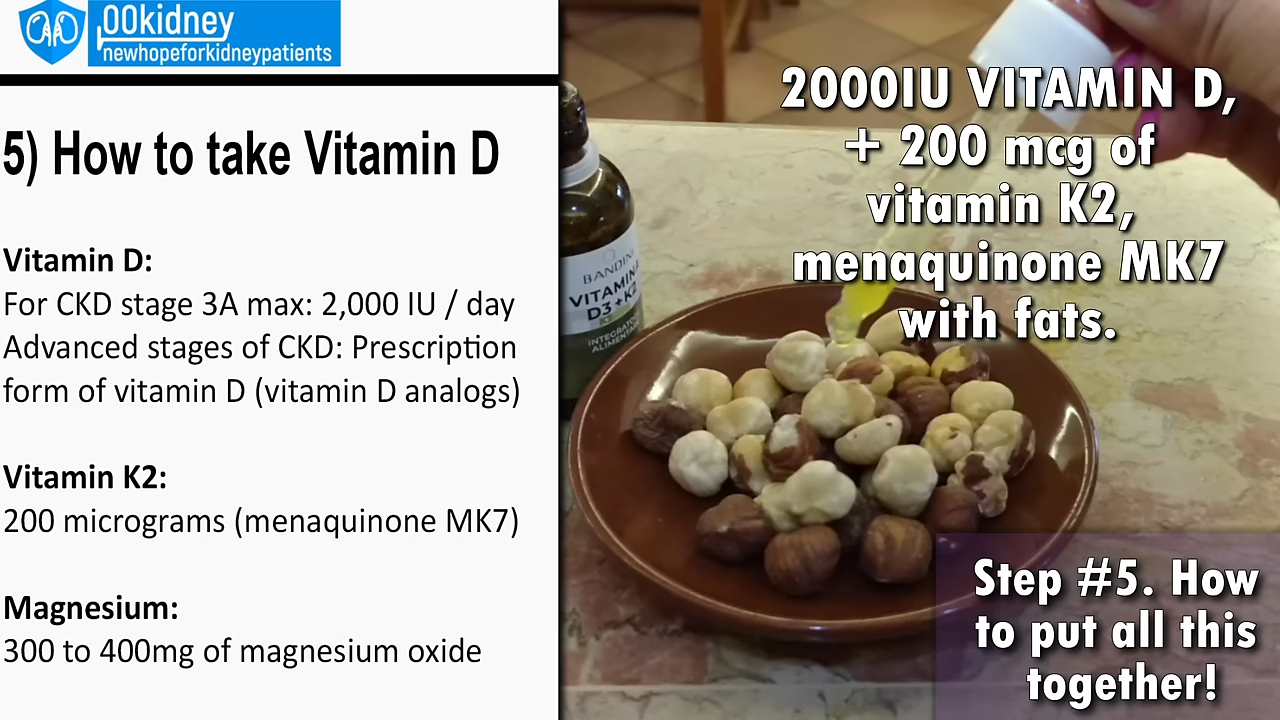 100kidney
newhopeforkidneypatients
5) How to take Vitamin D
Vitamin D:
For CKD stage 3A max: 2,000 IU / day
Advanced stages of CKD: Prescription
form of vitamin D (vitamin D analogs)
Vitamin K2:
200 micrograms (menaquinone MK7)
Magnesium:
300 to 400mg of magnesium oxide
2000IU VITAMIN D,
+ 200 mcg of
vitamin K2,
menaquinone MK7
with fats.
BANDINI
VITAMINA
D3+K2
Step #5. How
to put all this
together!